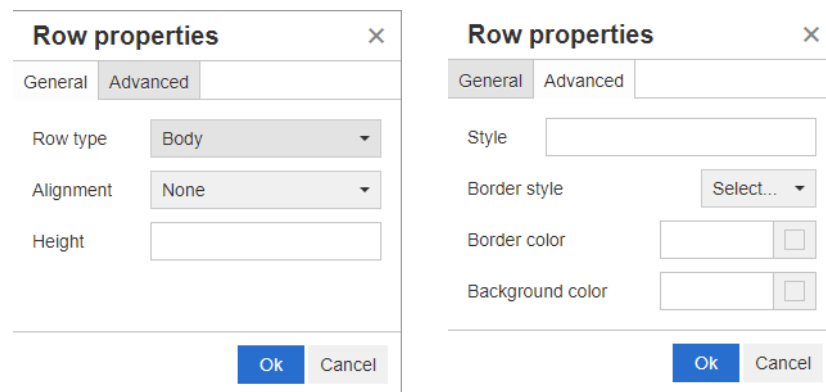 Row properties ×
General Advanced
Row type Body
Alignment None
Height
Ok Cancel
Row properties ×
General Advanced
Style
Border style Select...
Border color
Background color
Ok Cancel